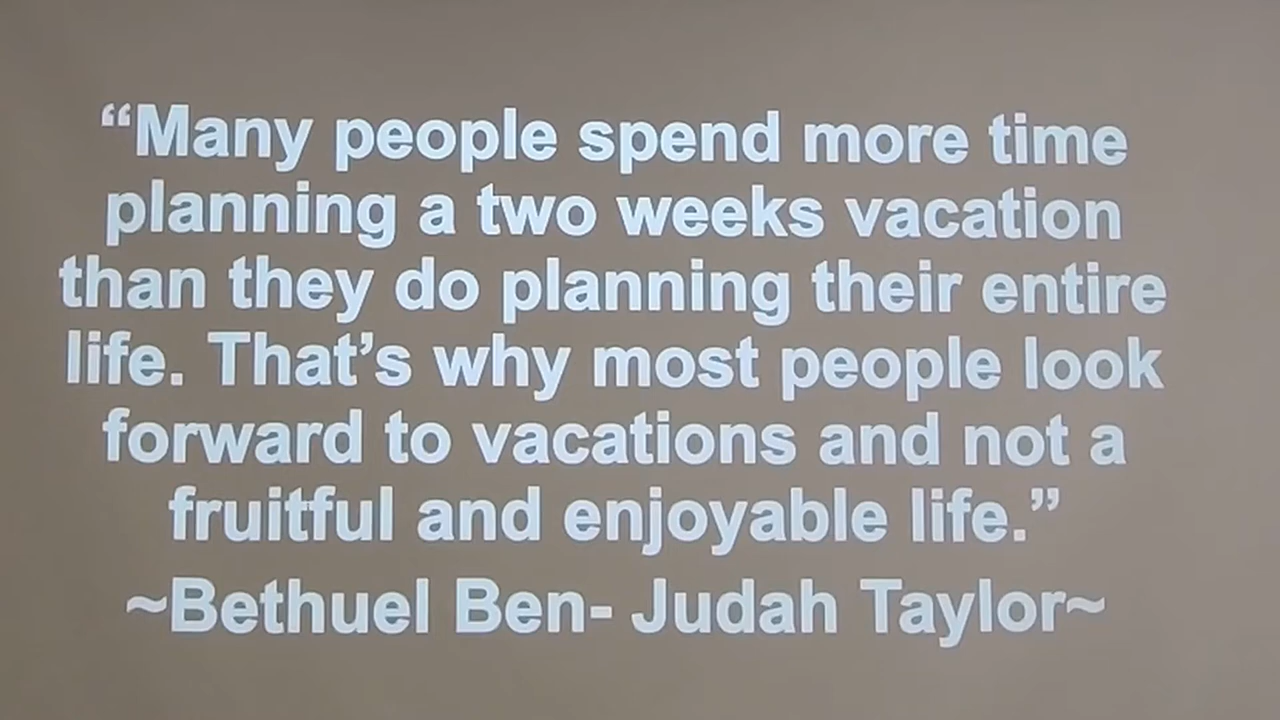 “Many people spend more time
planning a two weeks vacation
than they do planning their entire
life. That’s why most people look
forward to vacations and not a
fruitful and enjoyable life.”
~Bethuel Ben- Judah Taylor~